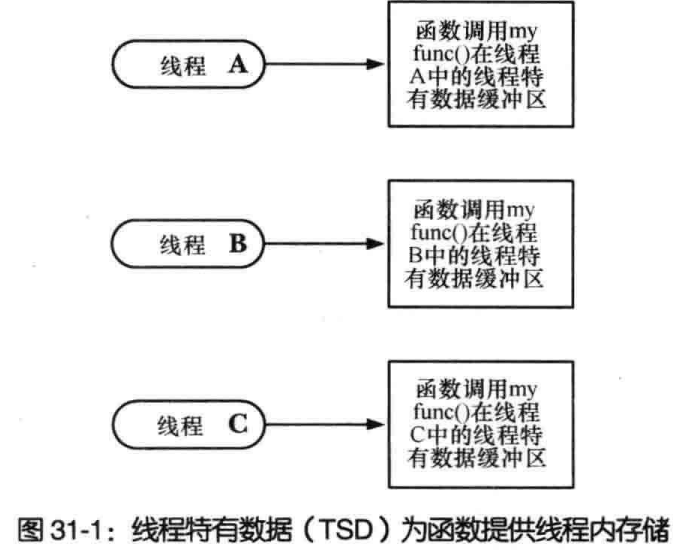 线程 A
函数调用my
func()在线程
A中的线程特
有数据缓冲区
线程 B
函数调用my
func()在线程
B中的线程特
有数据缓冲区
线程 C
函数调用my
func()在线程
C中的线程特
有数据缓冲区
图 31-1：线程特有数据（TSD）为函数提供线程内存储